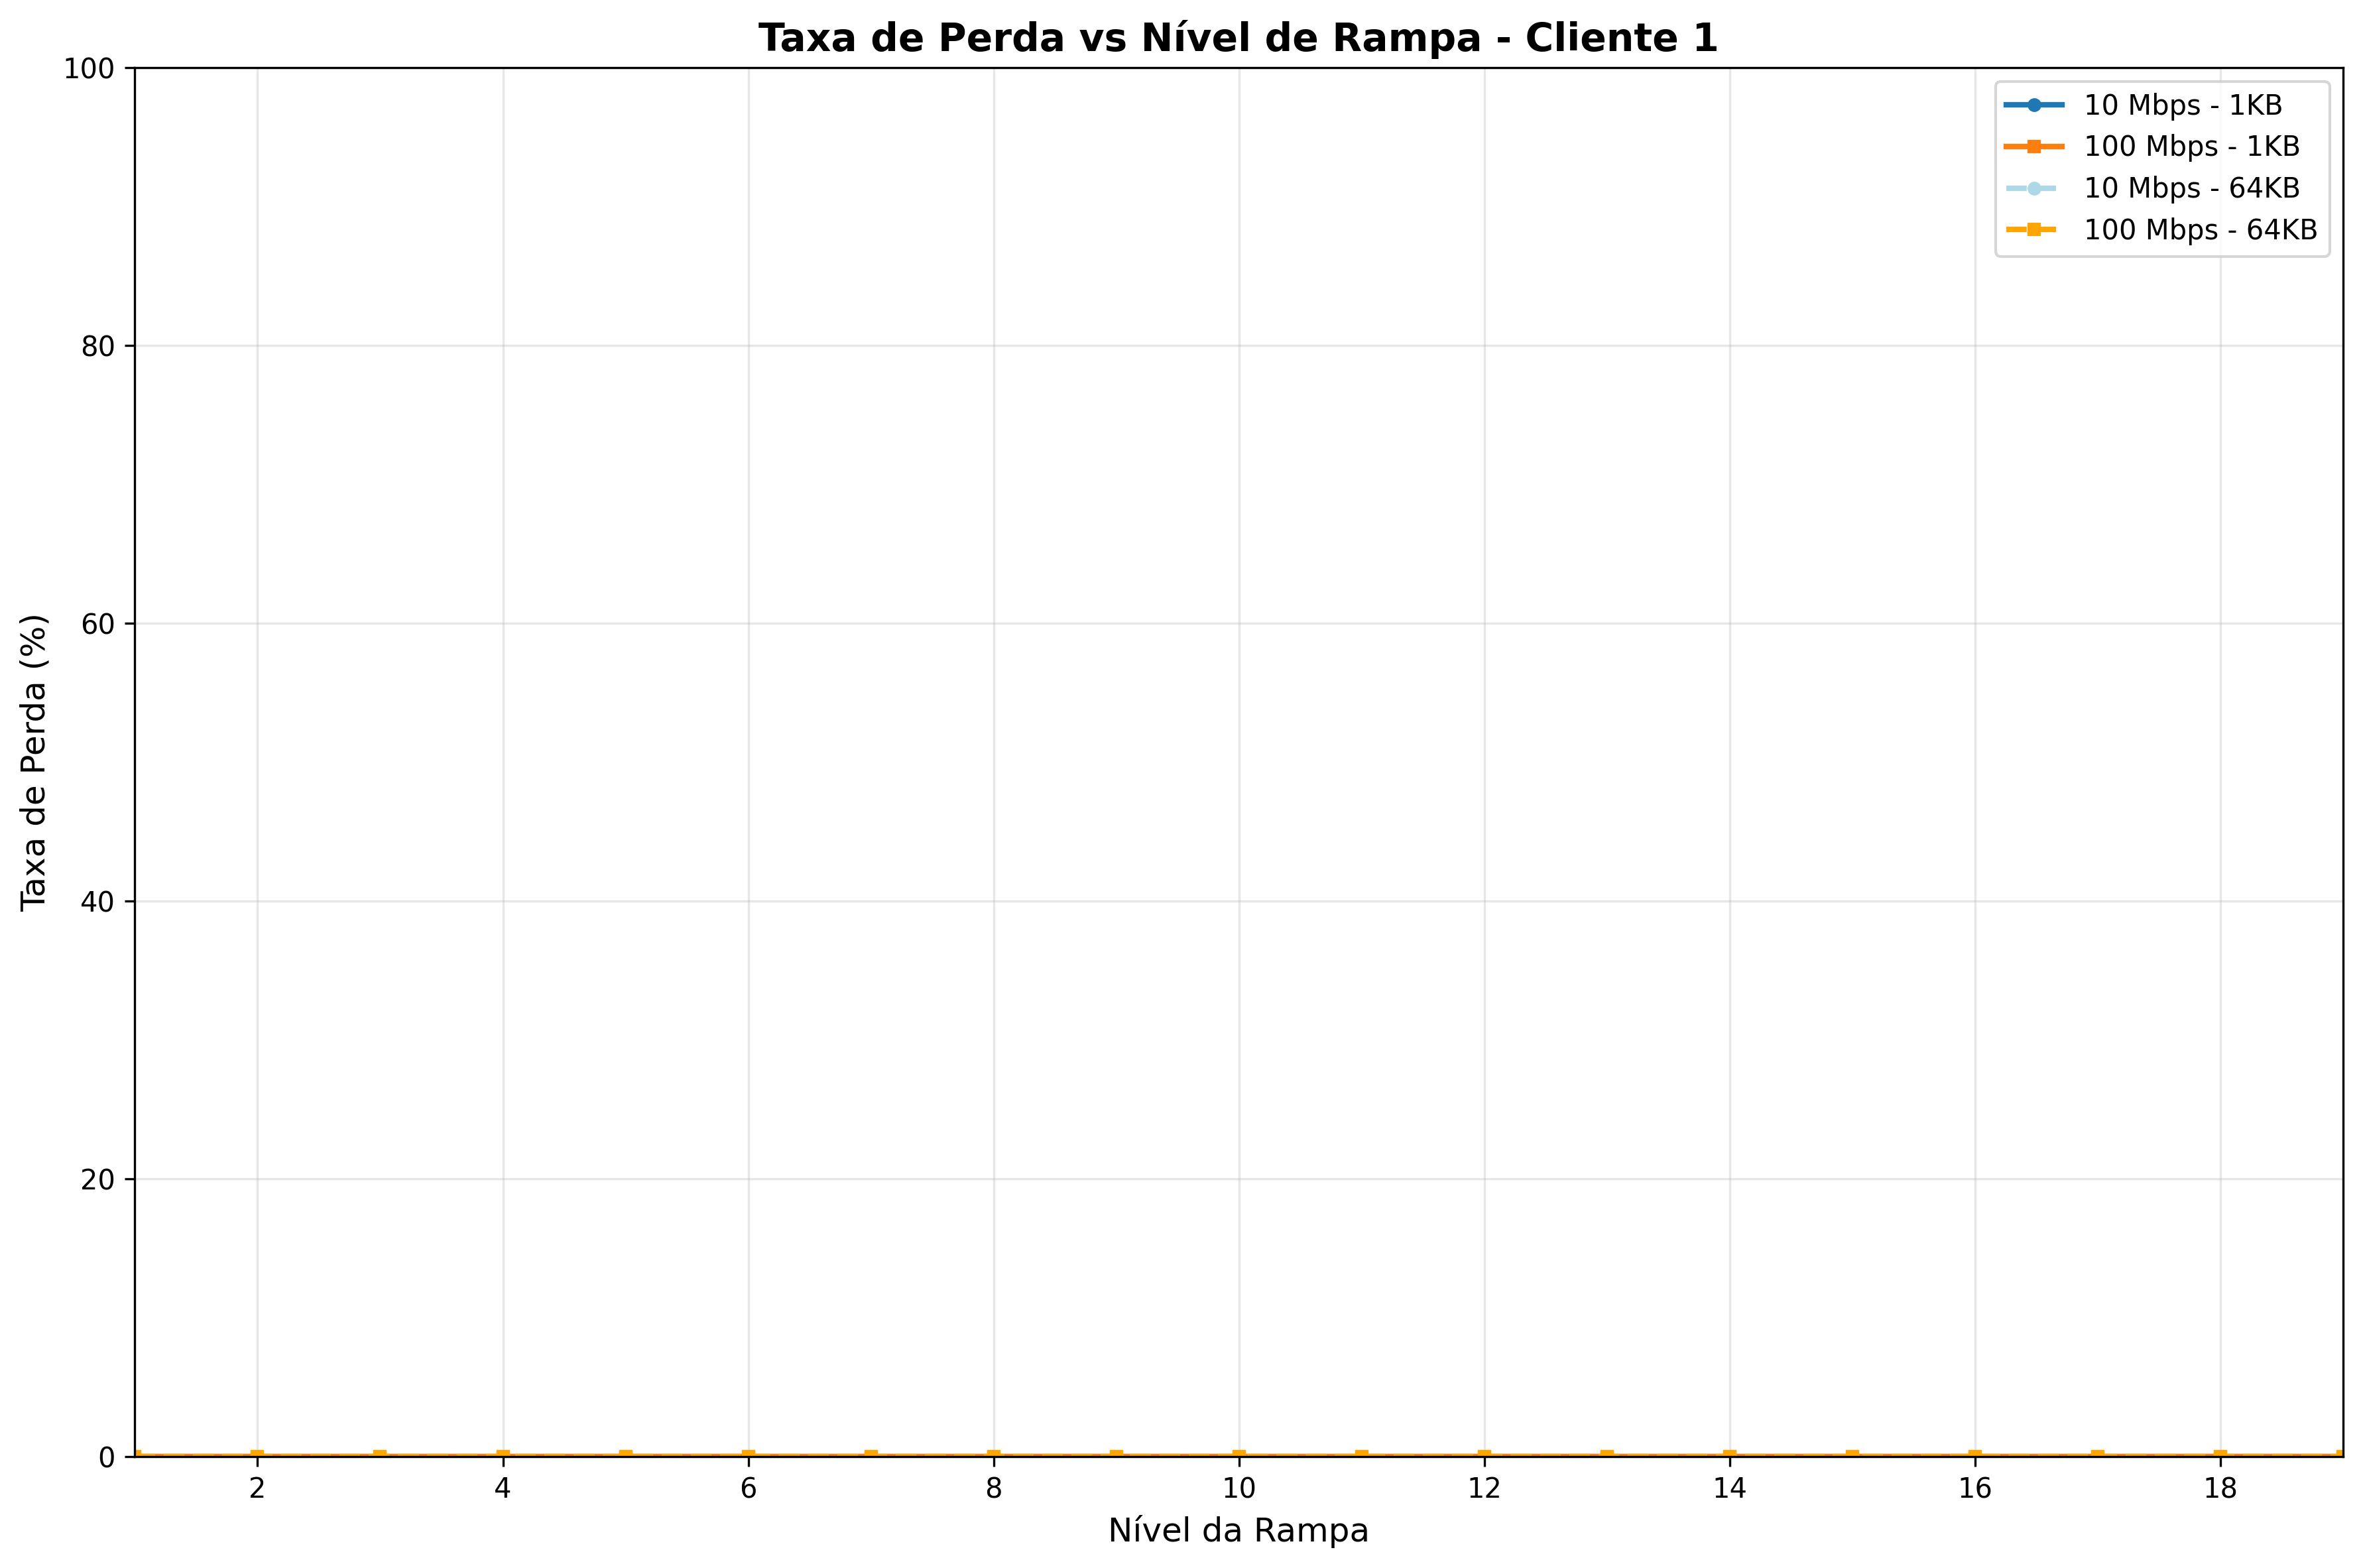 Taxa de Perda vs Nível de Rampa - Cliente 1
100
80
60
40
20
0
Taxa de Perda (%)
10 Mbps - 1KB
100 Mbps - 1KB
10 Mbps - 64KB
100 Mbps - 64KB
2 4 6 8 10 12 14 16 18
Nível da Rampa